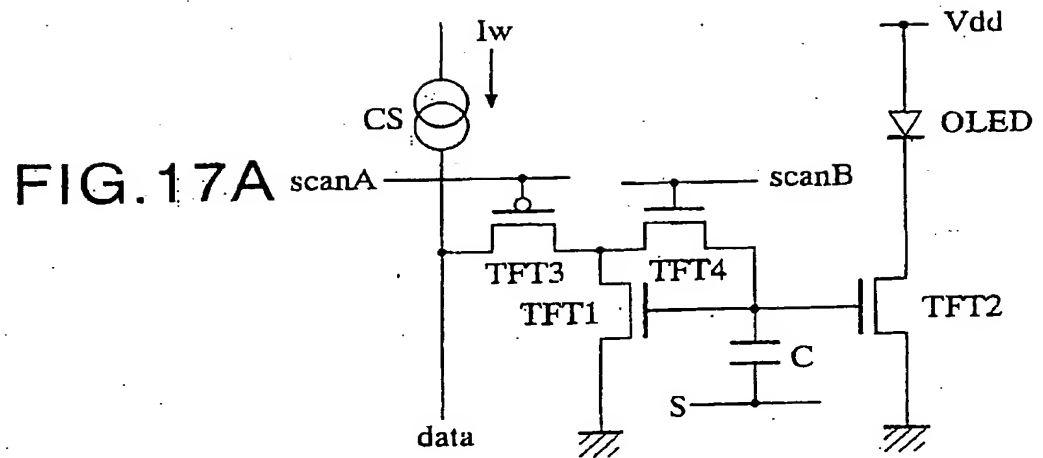 Iw
Vdd
CS
OLED
FIG.17A
scanA
scanB
TFT3
TFT4
TFT1
TFT2
C
S
data